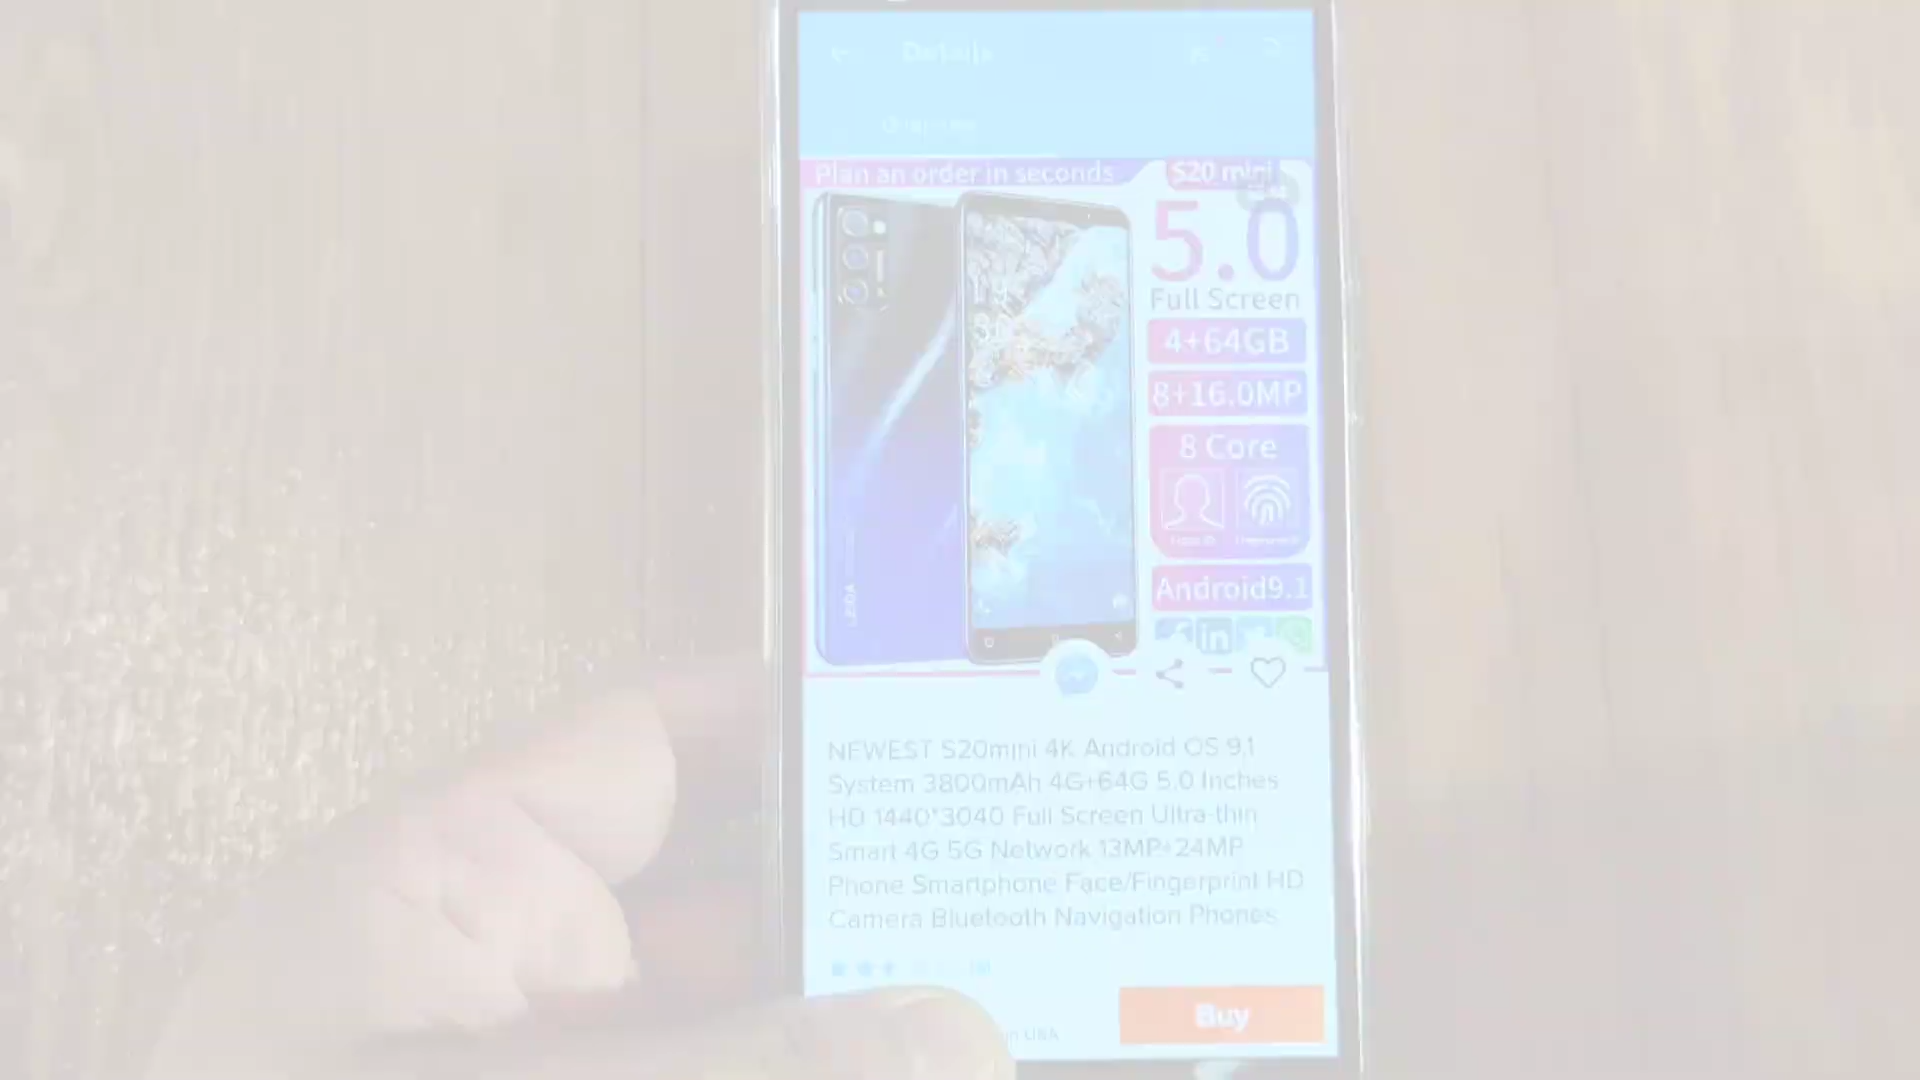 Details
Plan an order in seconds
S20 mini
5.0
Full Screen
4+64GB
8+16.0MP
8 Core
Android9.1
in
NEWEST S20mini 4K Android OS 9.1
System 3800mAh 4G+64G 5.0 Inches
HD 1440*3040 Full Screen Ultra-thin
Smart 4G 5G Network 13MP+24MP
Phone Smartphone Face/Fingerprint HD
Camera Bluetooth Navigation Phones
Buy
in USA